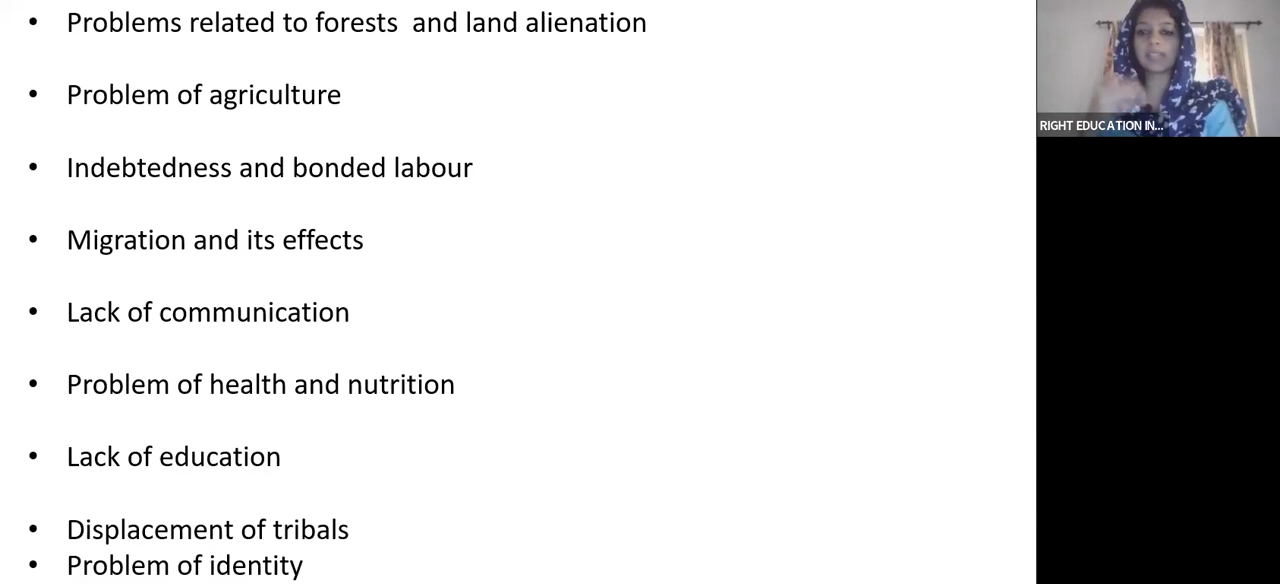 • Problems related to forests  and land alienation
• Problem of agriculture
• Indebtedness and bonded labour
• Migration and its effects
• Lack of communication
• Problem of health and nutrition
• Lack of education
• Displacement of tribals
• Problem of identity
RIGHT EDUCATION IN...